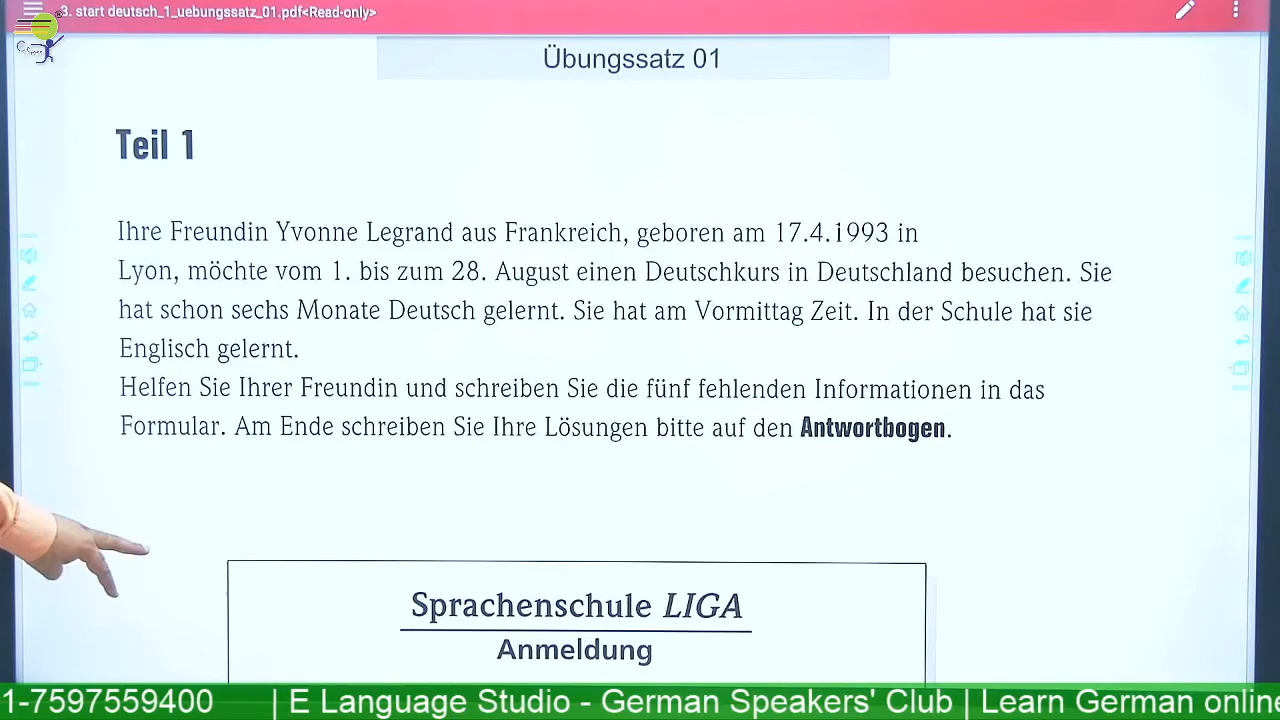 3. start deutsch_1_uebungssatz_01.pdf<Read-only>
Übungssatz 01
Teil 1
Ihre Freundin Yvonne Legrand aus Frankreich, geboren am 17.4.1993 in
Lyon, möchte vom 1. bis zum 28. August einen Deutschkurs in Deutschland besuchen. Sie
hat schon sechs Monate Deutsch gelernt. Sie hat am Vormittag Zeit. In der Schule hat sie
Englisch gelernt.
Helfen Sie Ihrer Freundin und schreiben Sie die fünf fehlenden Informationen in das
Formular. Am Ende schreiben Sie Ihre Lösungen bitte auf den Antwortbogen.
Sprachenschule LIGA
Anmeldung
1-7597559400 | E Language Studio - German Speakers' Club | Learn German online